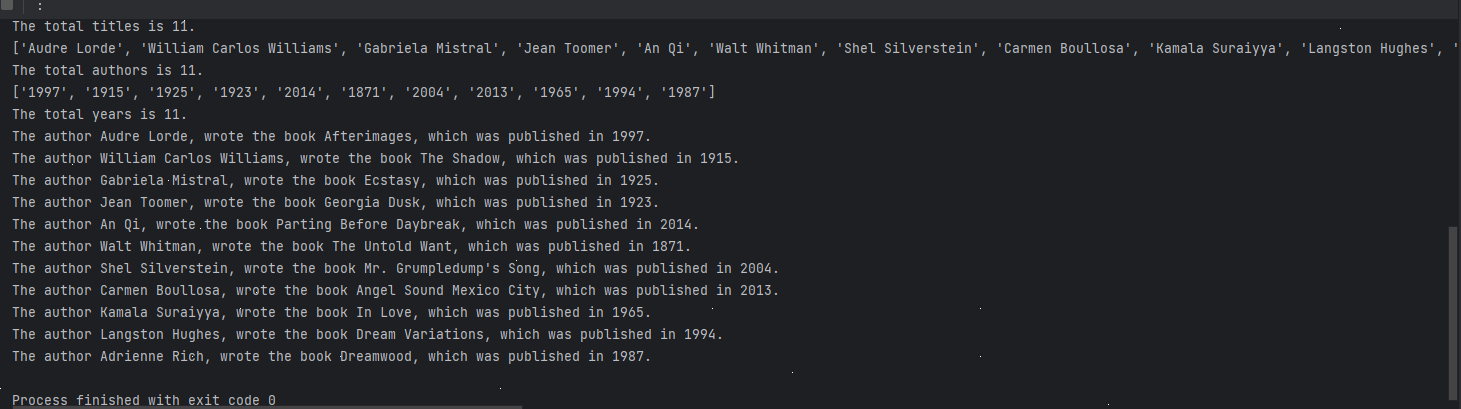 :
The total titles is 11.
['Audre Lorde', 'William Carlos Williams', 'Gabriela Mistral', 'Jean Toomer', 'An Qi', 'Walt Whitman', 'Shel Silverstein', 'Carmen Boullosa', 'Kamala Suraiyya', 'Langston Hughes', '
The total authors is 11.
['1997', '1915', '1925', '1923', '2014', '1871', '2004', '2013', '1965', '1994', '1987']
The total years is 11.
The author Audre Lorde, wrote the book Afterimages, which was published in 1997.
The author William Carlos Williams, wrote the book The Shadow, which was published in 1915.
The author Gabriela Mistral, wrote the book Ecstasy, which was published in 1925.
The author Jean Toomer, wrote the book Georgia Dusk, which was published in 1923.
The author An Qi, wrote the book Parting Before Daybreak, which was published in 2014.
The author Walt Whitman, wrote the book The Untold Want, which was published in 1871.
The author Shel Silverstein, wrote the book Mr. Grumpledump's Song, which was published in 2004.
The author Carmen Boullosa, wrote the book Angel Sound Mexico City, which was published in 2013.
The author Kamala Suraiyya, wrote the book In Love, which was published in 1965.
The author Langston Hughes, wrote the book Dream Variations, which was published in 1994.
The author Adrienne Rich, wrote the book Dreamwood, which was published in 1987.
Process finished with exit code 0